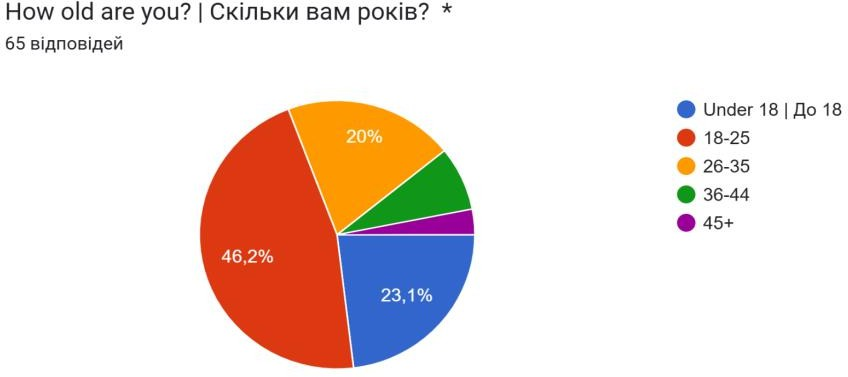 How old are you? | Скільки вам років? *
65 відповідей
20%
46,2%
23,1%
Under 18 | До 18
18-25
26-35
36-44
45+